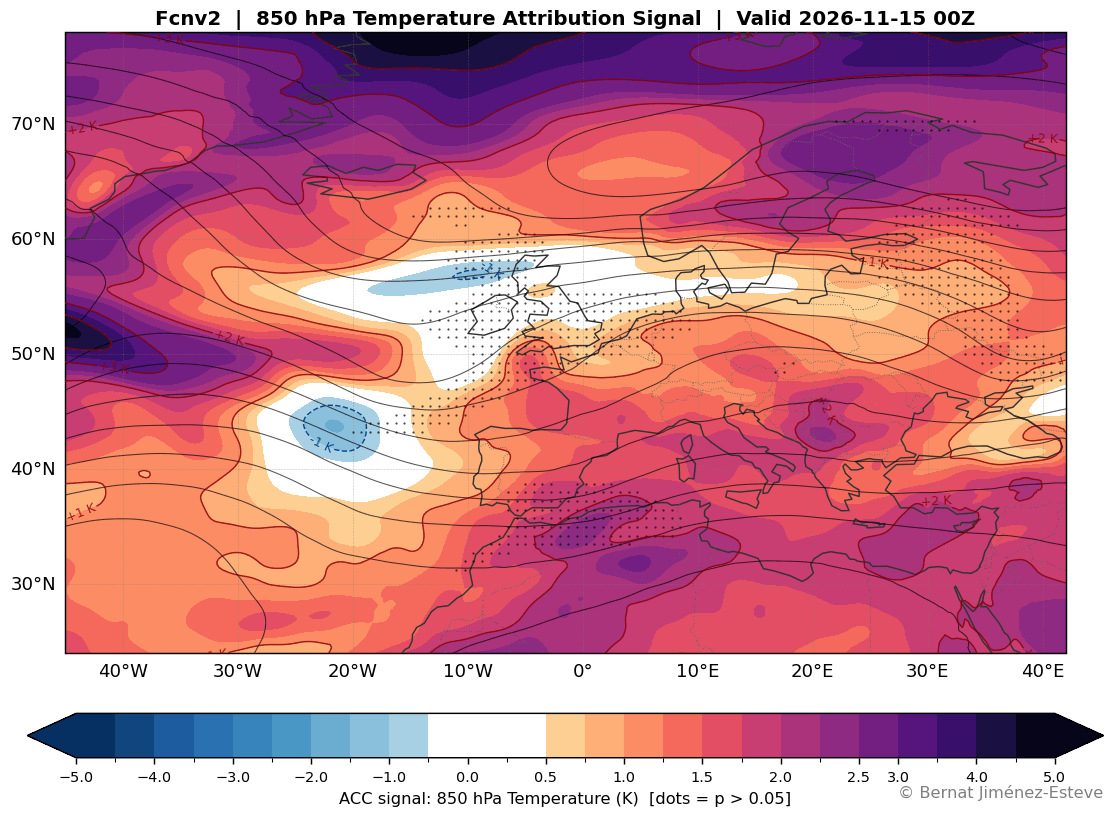 Fcnv2 | 850 hPa Temperature Attribution Signal | Valid 2026-11-15 00Z
70°N
+2 K
+2 K
60°N
+1 K
-1 K
50°N
+2 K
+2 K
40°N
-1 K
+1 K
+2 K
30°N
40°W 30°W 20°W 10°W 0° 10°E 20°E 30°E 40°E
−5.0 −4.0 −3.0 −2.0 −1.0 0.0 0.5 1.0 1.5 2.0 2.5 3.0 4.0 5.0
ACC signal: 850 hPa Temperature (K) [dots = p > 0.05]
© Bernat Jiménez-Esteve